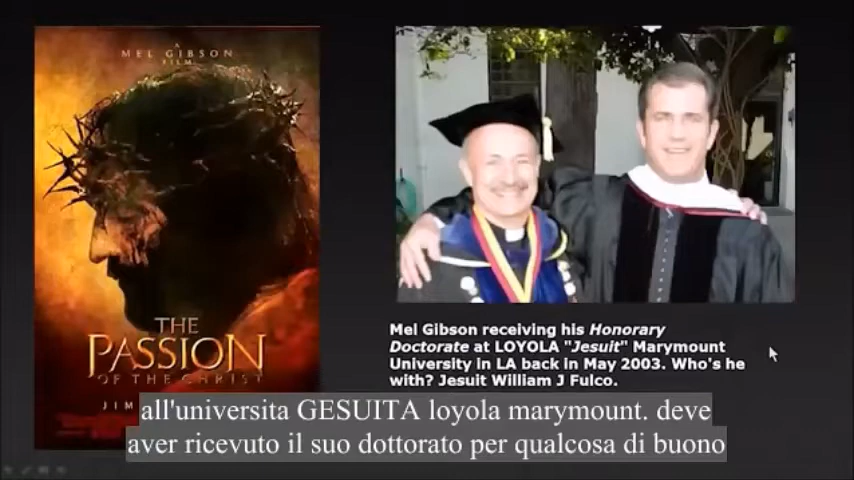 A
MEL GIBSON
FILM
THE
PASSION
OF THE CHRIST
JIM
Mel Gibson receiving his Honorary
Doctorate at LOYOLA "Jesuit" Marymount
University in LA back in May 2003. Who's he
with? Jesuit William J Fulco.
all'universita GESUITA loyola marymount. deve
aver ricevuto il suo dottorato per qualcosa di buono